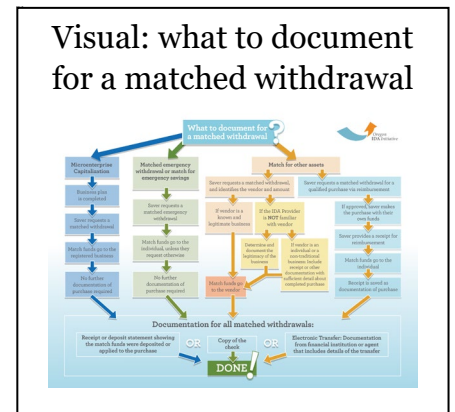 Visual: what to document
for a matched withdrawal
What to document for
a matched withdrawal
?
Oregon
IDA Initiative
Microenterprise
Capitalization
Business plan
is completed
Saver requests a
matched withdrawal
Match funds go to the
registered business
No further
documentation of
purchase required
Matched emergency
withdrawal or match for
emergency savings
Saver requests a
matched emergency
withdrawal
Match funds go to the
individual, unless they
request otherwise
No further
documentation of
purchase required
Match for other assets
Saver requests a matched withdrawal,
and identifies the vendor and amount
If vendor is a
known and
legitimate business
If the IDA Provider
is NOT familiar
with vendor
Determine and
document the
legitimacy of the
business
If vendor is an
individual or a
non-traditional
business: Include
receipt or other
documentation with
sufficient detail about
completed purchase
Match funds go
to the vendor
Saver requests a matched withdrawal for a
qualified purchase via reimbursement
If approved, saver makes
the purchase with their
own funds
Saver provides a receipt for
reimbursement
Match funds go to the
individual
Receipt is saved as
documentation of purchase
Documentation for all matched withdrawals:
Receipt or deposit statement showing
the match funds were deposited or
applied to the purchase
OR
Copy of the
check
OR
Electronic Transfer: Documentation
from financial institution or agent
that includes details of the transfer
DONE!